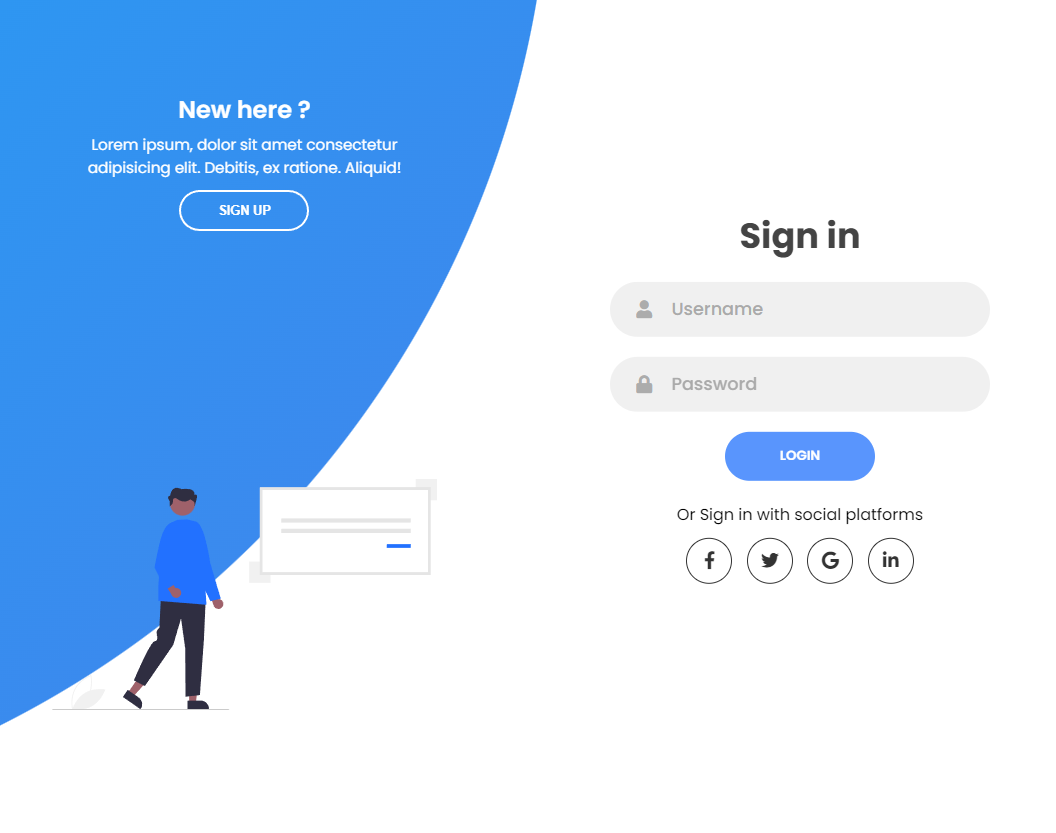 New here ?
Lorem ipsum, dolor sit amet consectetur
adipisicing elit. Debitis, ex ratione. Aliquid!
SIGN UP
Sign in
Username
Password
LOGIN
Or Sign in with social platforms